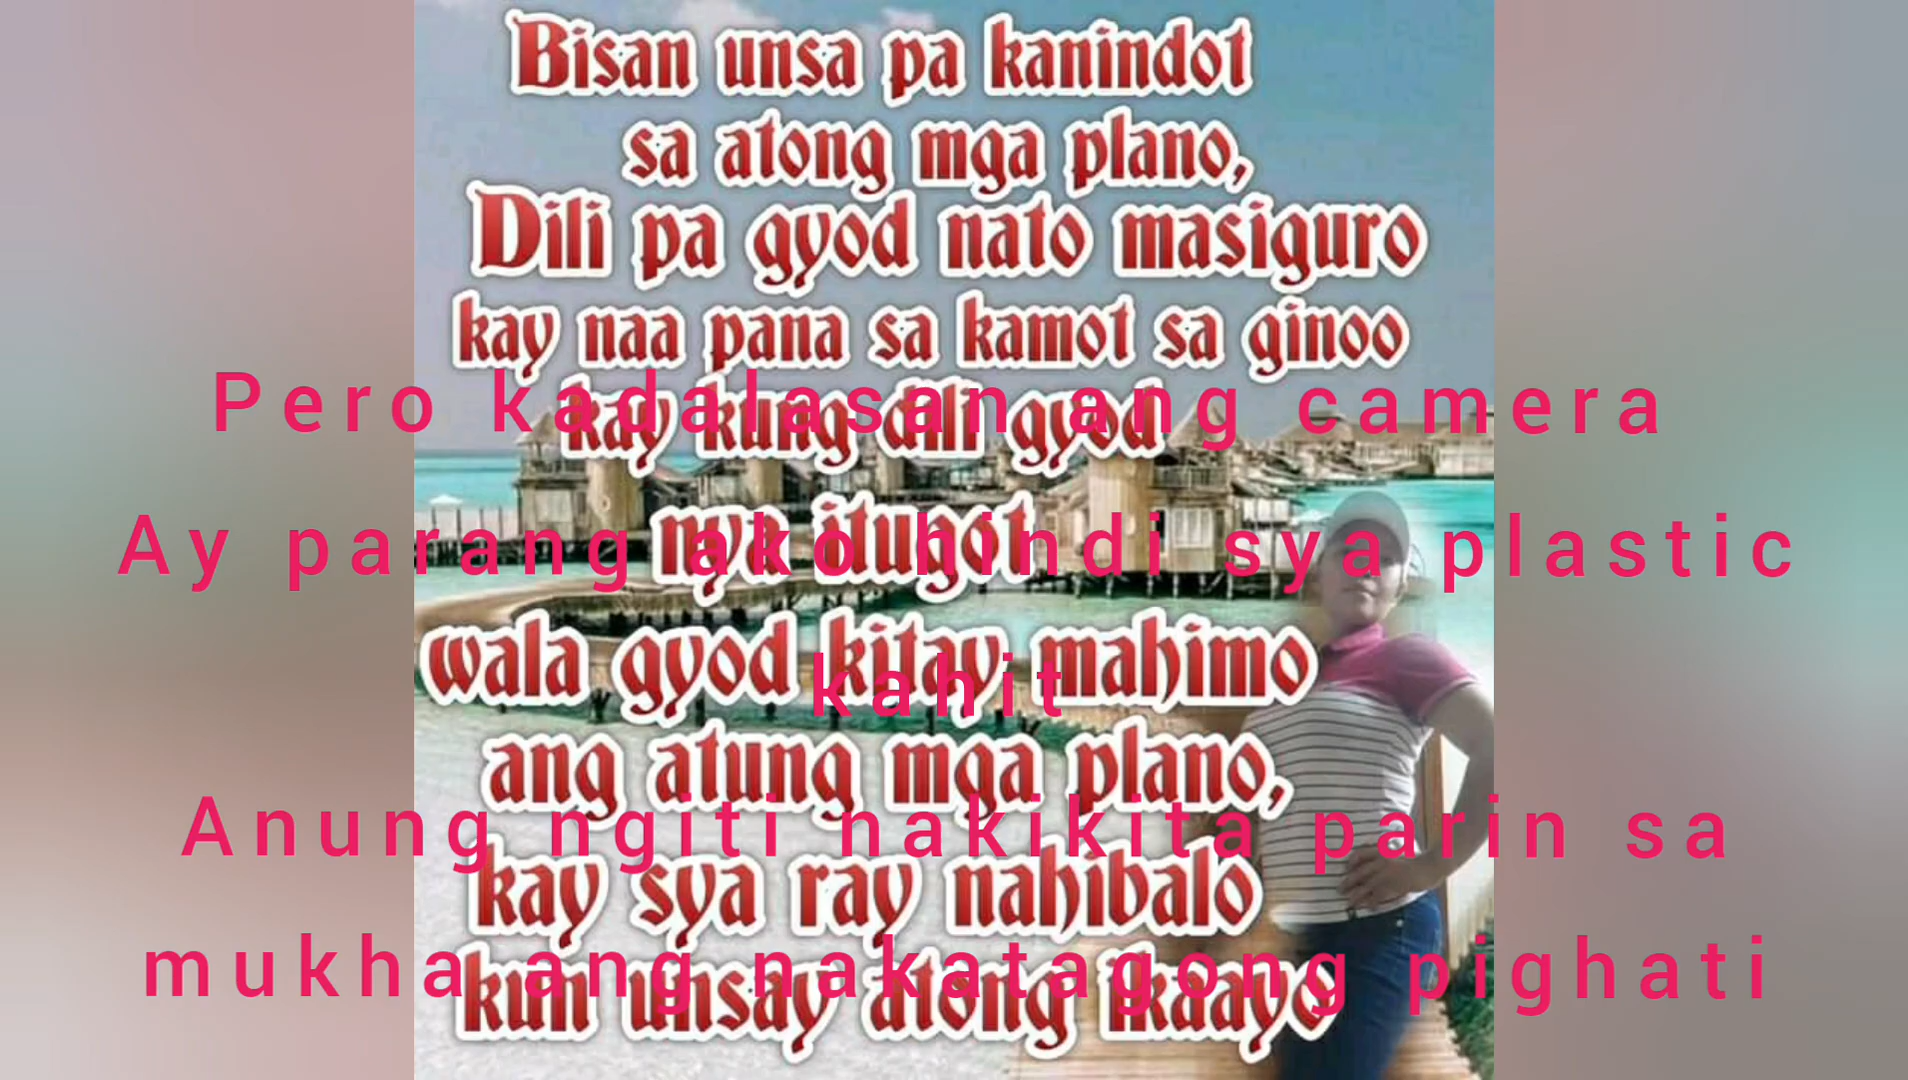 Bisan unsa pa kanindot
sa atong mga plano,
Dili pa gyod nato masiguro
kay naa pana sa kamot sa ginoo
kay kung dili gyod
nya itugot
wala gyod kitay mahimo
ang atung mga plano,
kay sya ray nahibalo
kun unsay atong ikaayo
Pero kadalasan ang camera
Ay parang ako hindi sya plastic
kahit
Anung ngiti nakikita parin sa
mukha ang nakatagong pighati